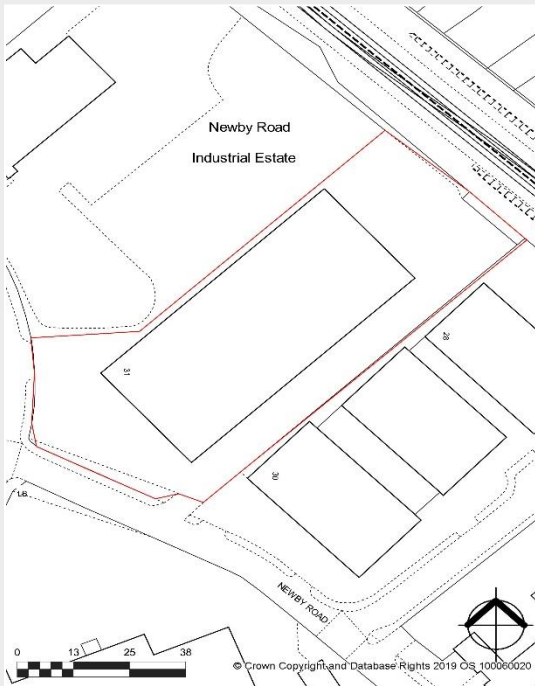 Newby Road
Industrial Estate
28
31
30
LB
NEWBY ROAD
0 13 25 38
© Crown Copyright and Database Rights 2019 OS 100060020